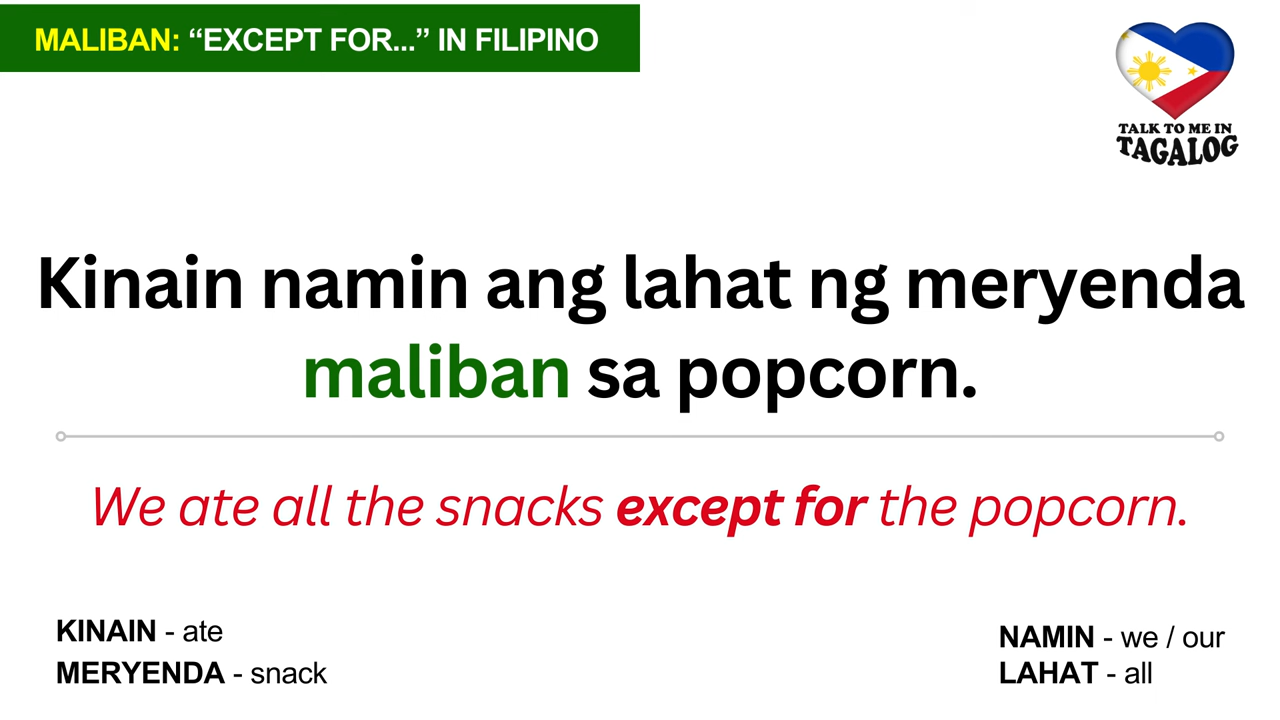 MALIBAN: “EXCEPT FOR...” IN FILIPINO
TALK TO ME IN
TAGALOG
Kinain namin ang lahat ng meryenda
maliban sa popcorn.
We ate all the snacks except for the popcorn.
KINAIN - ate
MERYENDA - snack
NAMIN - we / our
LAHAT - all